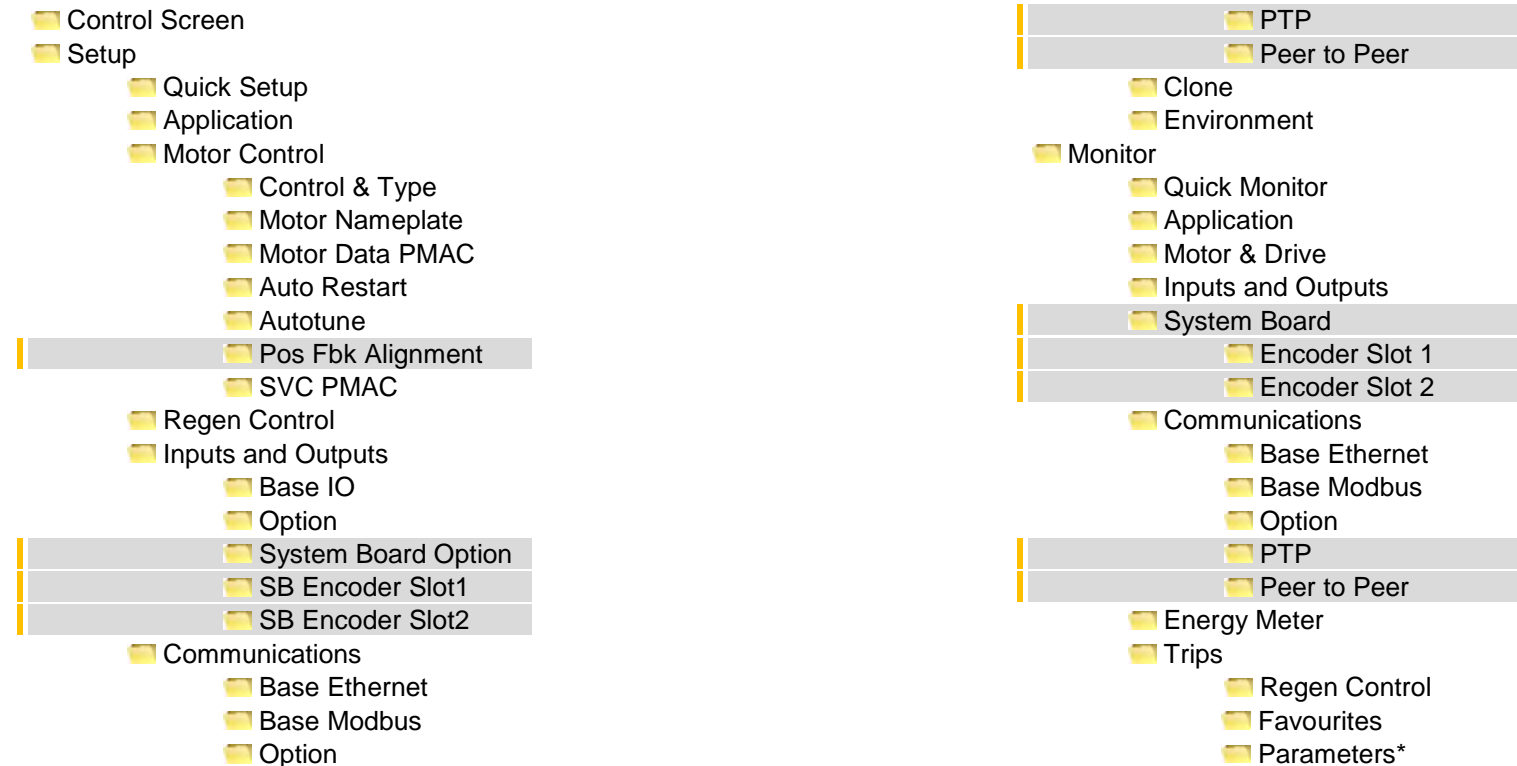 Control Screen
Setup
Quick Setup
Application
Motor Control
Control & Type
Motor Nameplate
Motor Data PMAC
Auto Restart
Autotune
Pos Fbk Alignment
SVC PMAC
Regen Control
Inputs and Outputs
Base IO
Option
System Board Option
SB Encoder Slot1
SB Encoder Slot2
Communications
Base Ethernet
Base Modbus
Option
PTP
Peer to Peer
Clone
Environment
Monitor
Quick Monitor
Application
Motor & Drive
Inputs and Outputs
System Board
Encoder Slot 1
Encoder Slot 2
Communications
Base Ethernet
Base Modbus
Option
PTP
Peer to Peer
Energy Meter
Trips
Regen Control
Favourites
Parameters*